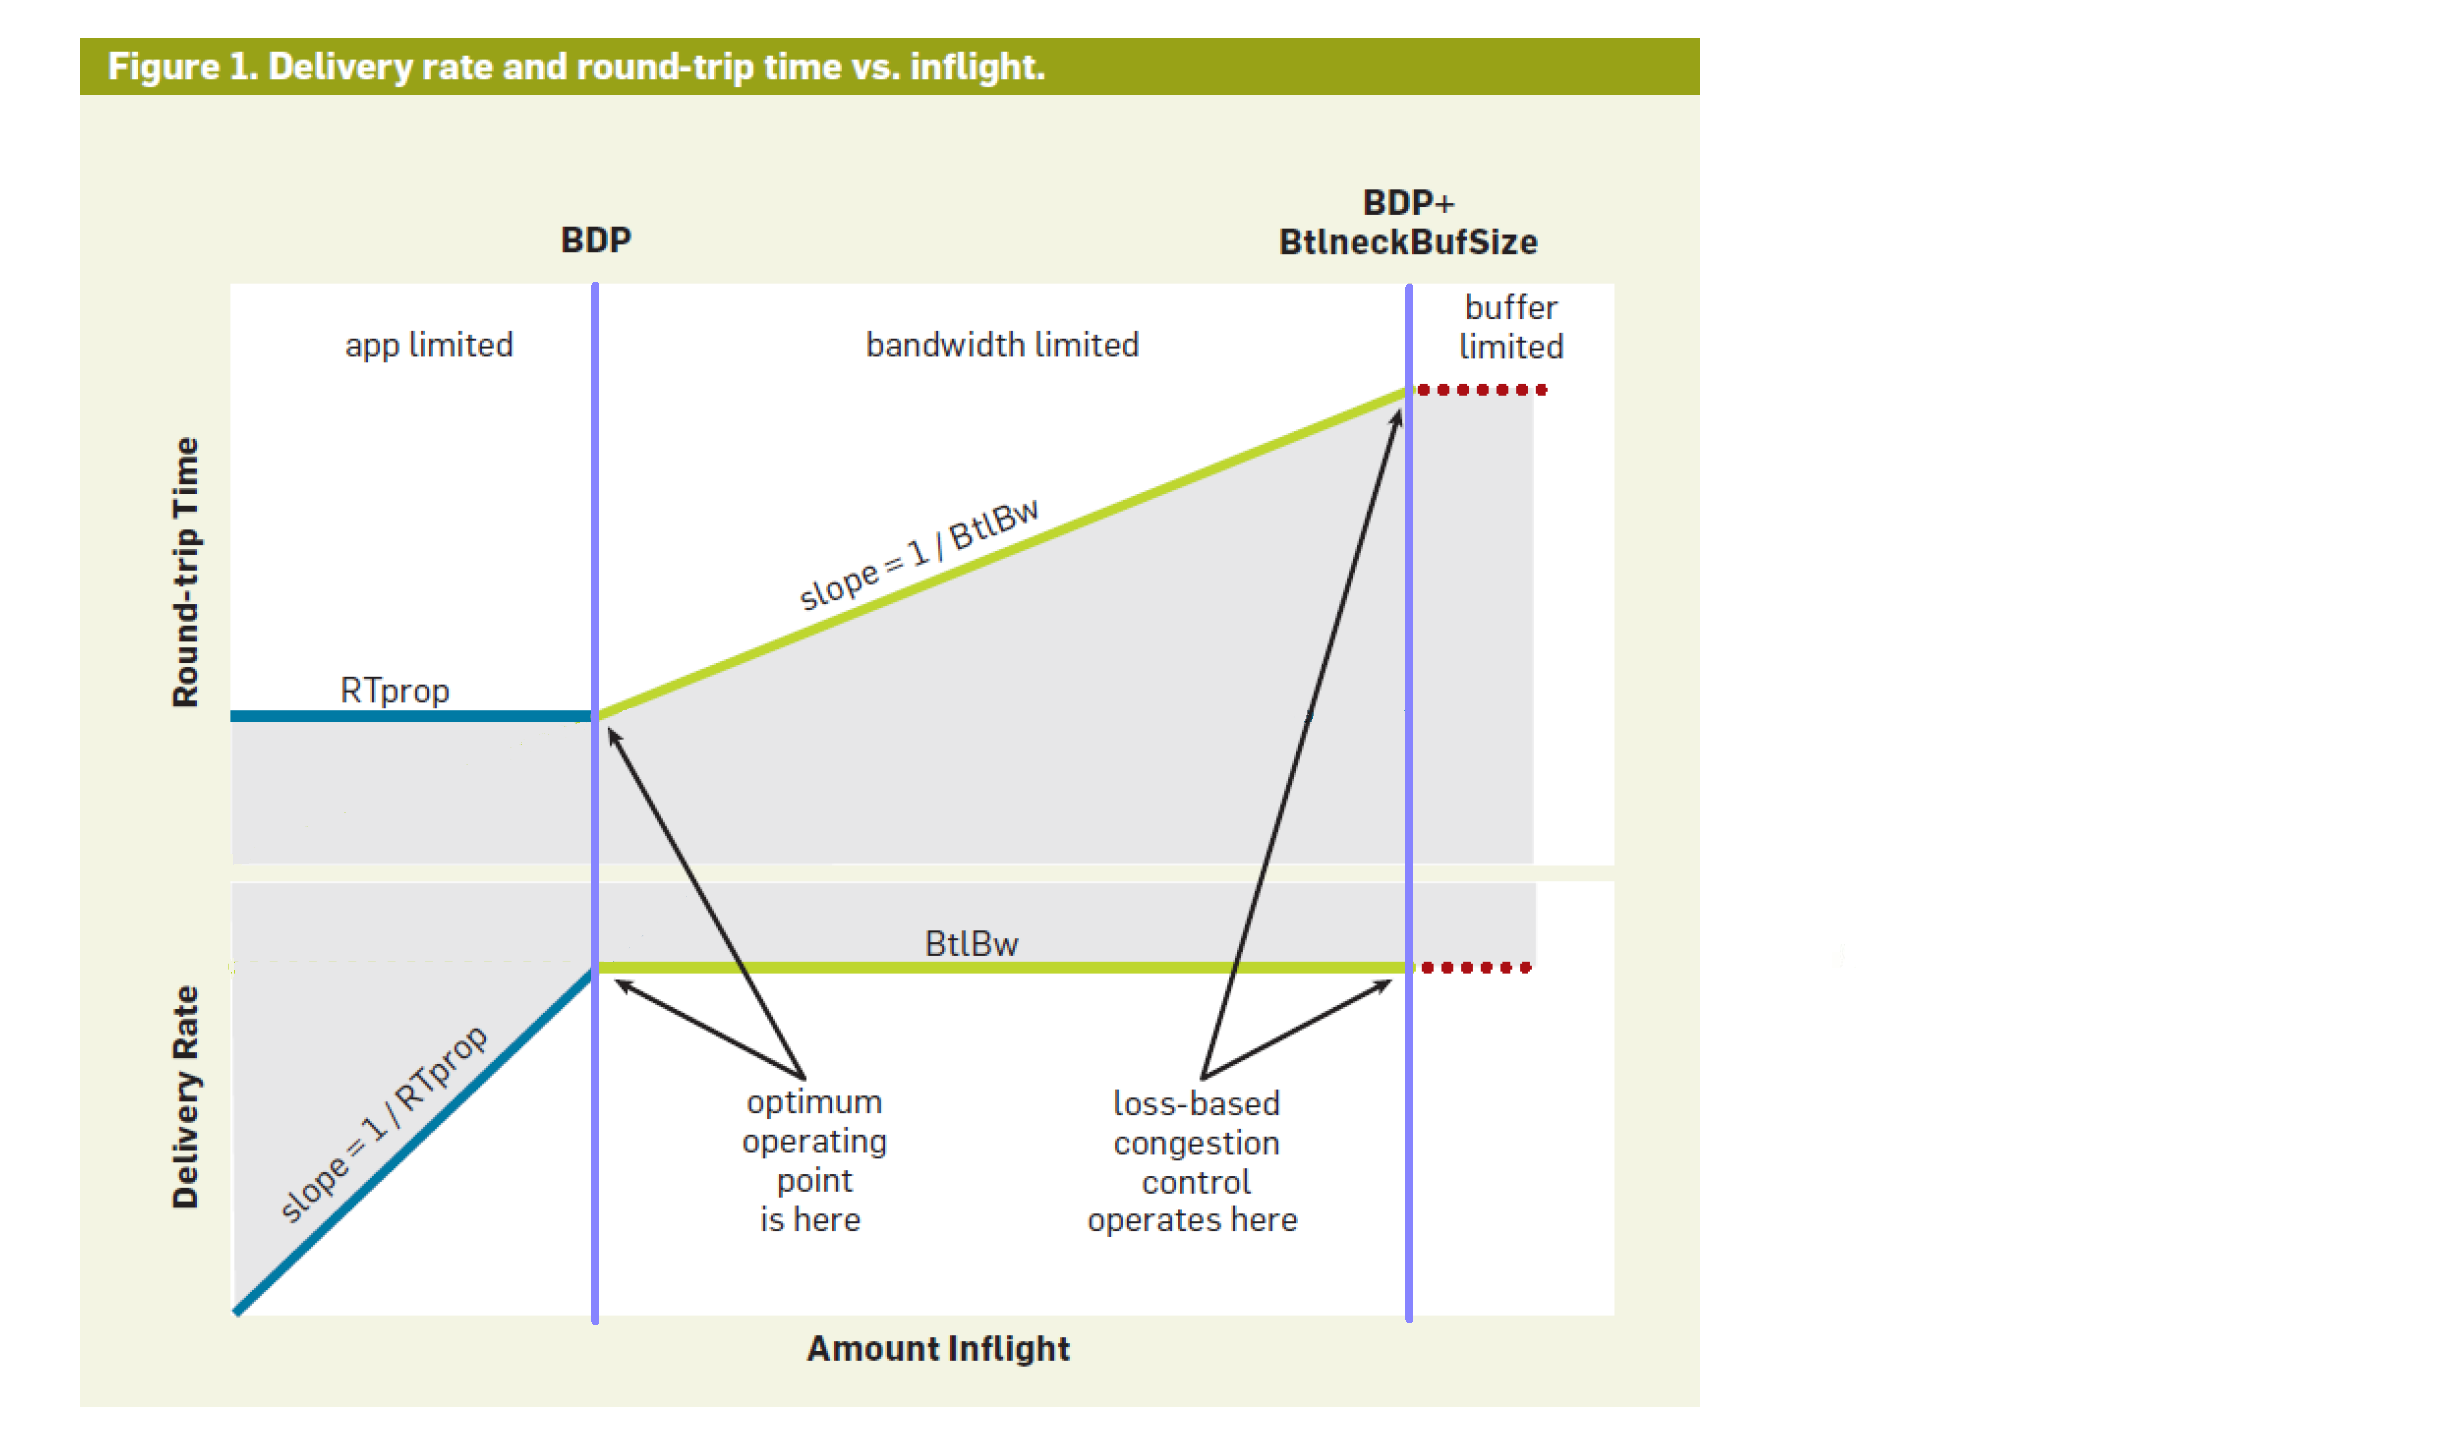 Figure 1. Delivery rate and round-trip time vs. inflight.
BDP
BDP+
BtlneckBufSize
app limited
bandwidth limited
buffer
limited
Round-trip Time
slope = 1 / BtlBw
RTprop
BtlBw
Delivery Rate
slope = 1 / RTprop
optimum
operating
point
is here
loss-based
congestion
control
operates here
Amount Inflight